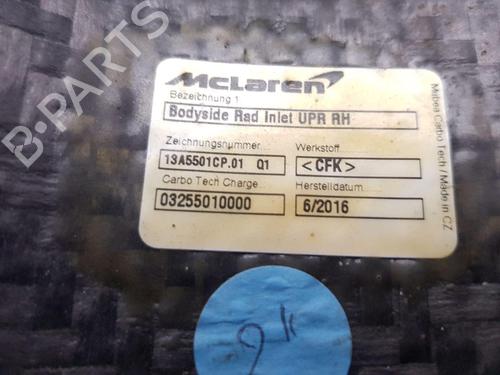 McLaren
Bezeichnung 1
Bodyside Rad Inlet UPR RH
Zeichnungsnummer
Werkstoff
13A5501CP.01 Q1
<CFK>
Carbo Tech Charge
Herstelldatum
03255010000
6/2016
Mubea Carbo Tech / Made in CZ
B-PARTS